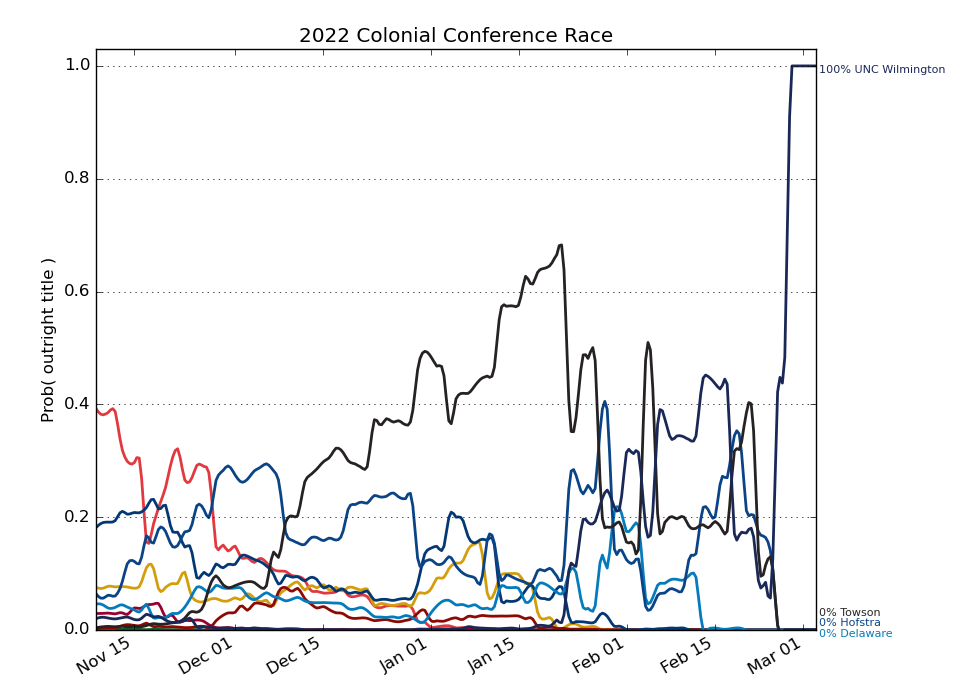 2022 Colonial Conference Race
Prob( outright title )
1.0
0.8
0.6
0.4
0.2
0.0
100% UNC Wilmington
0% Towson
0% Hofstra
0% Delaware
Nov 15
Dec 01
Dec 15
Jan 01
Jan 15
Feb 01
Feb 15
Mar 01